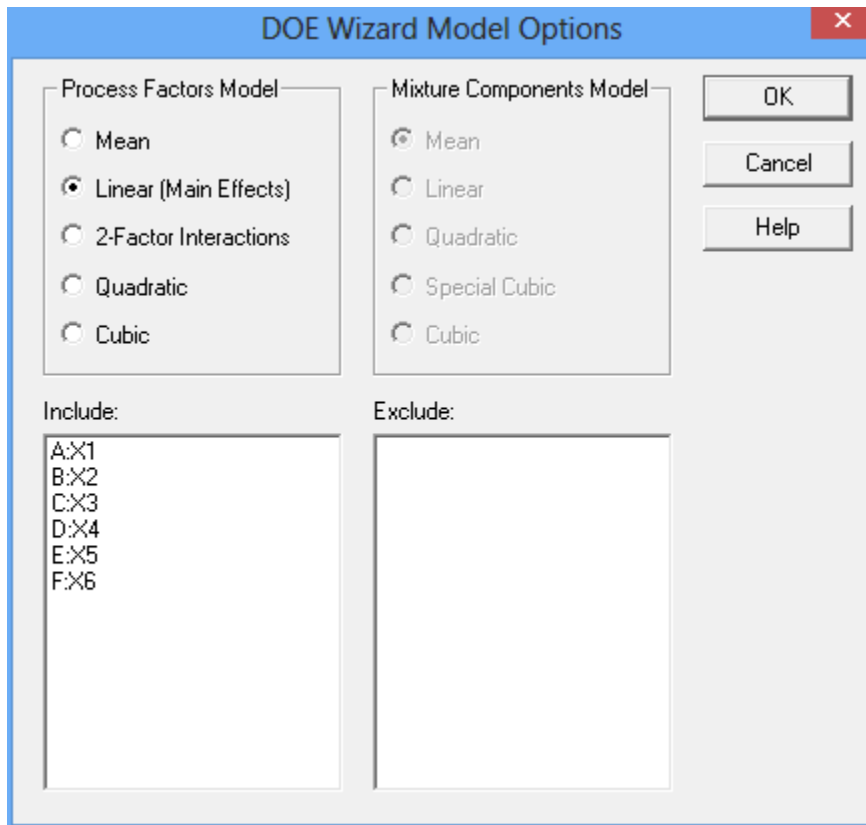 DOE Wizard Model Options
Process Factors Model
Mean
Linear (Main Effects)
2-Factor Interactions
Quadratic
Cubic
Mixture Components Model
Mean
Linear
Quadratic
Special Cubic
Cubic
OK
Cancel
Help
Include:
A:X1
B:X2
C:X3
D:X4
E:X5
F:X6
Exclude: